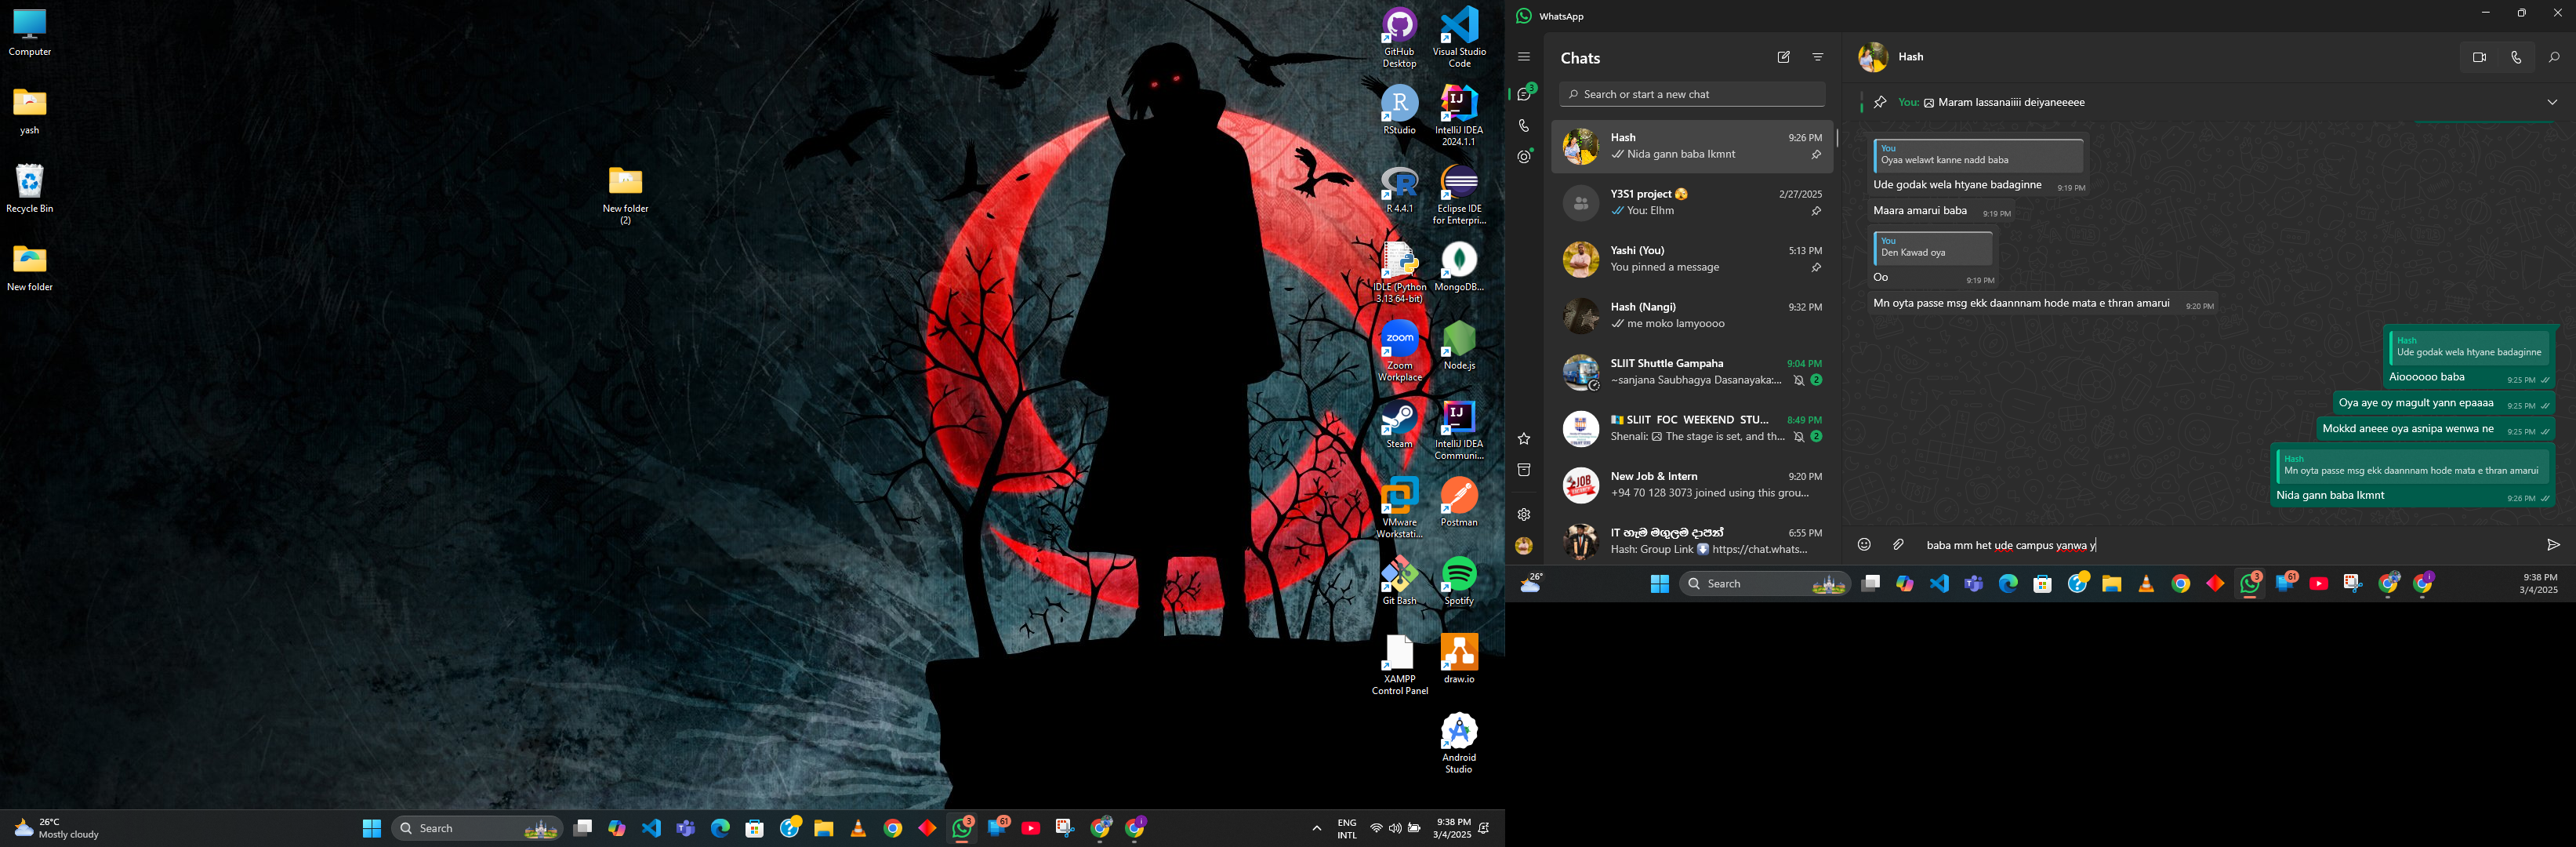 Computer
yash
Recycle Bin
New folder
New folder
(2)
GitHub
Desktop
Visual Studio
Code
RStudio
IntelliJ IDEA
2024.1.1
R 4.4.1
Eclipse IDE
for Enterpri...
IDLE (Python
3.13 64-bit)
MongoDB...
zoom
Zoom
Workplace
Node.js
Steam
IntelliJ IDEA
Communi...
VMware
Workstati...
Postman
Git Bash
Spotify
XAMPP
Control Panel
draw.io
Android
Studio
26°C
Mostly cloudy
Search
3
61
ENG
INTL
9:38 PM
3/4/2025
WhatsApp
3
Chats
Search or start a new chat
Hash
9:26 PM
Nida gann baba Ikmnt
Y3S1 project
2/27/2025
You: Elhm
Yashi (You)
5:13 PM
You pinned a message
Hash (Nangi)
9:32 PM
me moko lamyoooo
SLIIT Shuttle Gampaha
9:04 PM
~sanjana Saubhagya Dasanayaka:...
2
SLIIT FOC WEEKEND STU...
8:49 PM
Shenali: The stage is set, and th...
2
New Job & Intern
9:20 PM
+94 70 128 3073 joined using this grou...
IT හැම මගුලම දාපන්
6:55 PM
Hash: Group Link https://chat.whats...
Hash
You: Maram lassanaiiii deiyaneeeee
You
Oyaa welawt kanne nadd baba
Ude godak wela htyane badaginne
9:19 PM
Maara amarui baba
9:19 PM
You
Den Kawad oya
Oo
9:19 PM
Mn oyta passe msg ekk daannnam hode mata e thran amarui
9:20 PM
Hash
Ude godak wela htyane badaginne
Aioooooo baba
9:25 PM
Oya aye oy magult yann epaaaa
9:25 PM
Mokkd aneee oya asnipa wenwa ne
9:25 PM
Hash
Mn oyta passe msg ekk daannnam hode mata e thran amarui
Nida gann baba Ikmnt
9:26 PM
baba mm het ude campus yanwa y
26°
Search
3
61
9:38 PM
3/4/2025